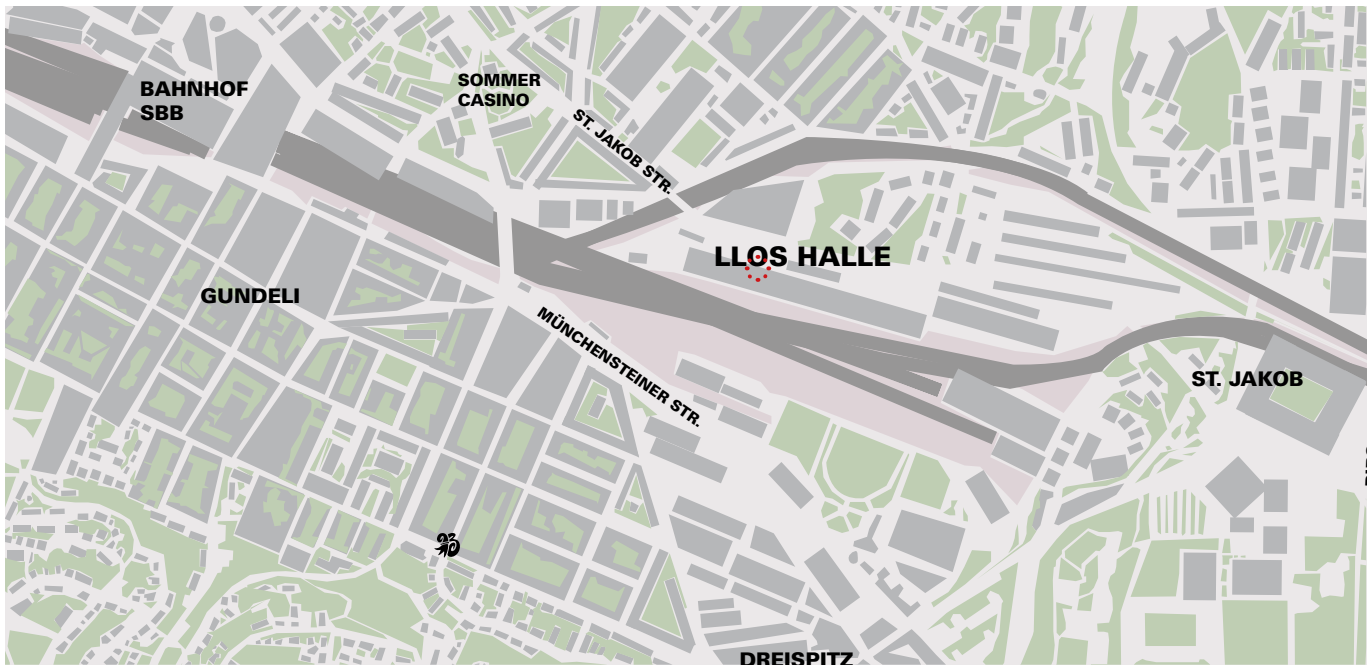 BAHNHOF
SBB
SOMMER
CASINO
ST. JAKOB STR.
LLOS HALLE
GUNDELI
MÜNCHENSTEINER STR.
ST. JAKOB
DREISPITZ